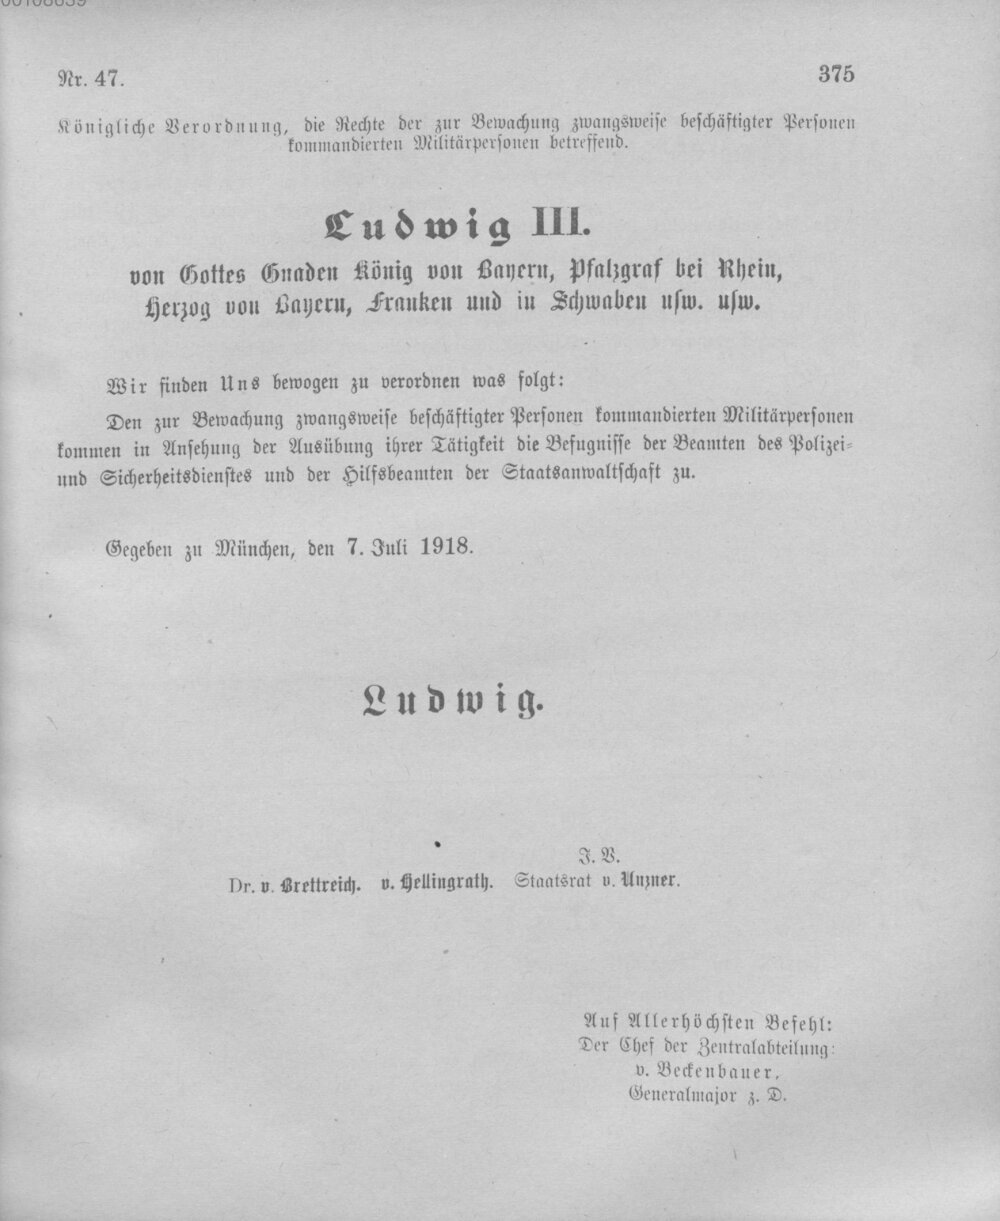 Nr. 47.
375
Königliche Verordnung, die Rechte der zur Bewachung zwangsweise beschäftigter Personen
kommandierten Militärpersonen betreffend.
Ludwig III.
von Gottes Gnaden König von Bayern, Pfalzgraf bei Rhein,
Herzog von Bayern, Franken und in Schwaben usw. usw.
Wir finden Uns bewogen zu verordnen was folgt:
Den zur Bewachung zwangsweise beschäftigter Personen kommandierten Militärpersonen
kommen in Ansehung der Ausübung ihrer Tätigkeit die Befugnisse der Beamten des Polizei-
und Sicherheitsdienstes und der Hilfsbeamten der Staatsanwaltschaft zu.
Gegeben zu München, den 7. Juli 1918.
Ludwig.
J. V.
Dr. v. Brettreich. v. Hellingrath. Staatsrat v. Unzner.
Auf Allerhöchsten Befehl:
Der Chef der Zentralabteilung:
v. Beckenbauer,
Generalmajor z. D.